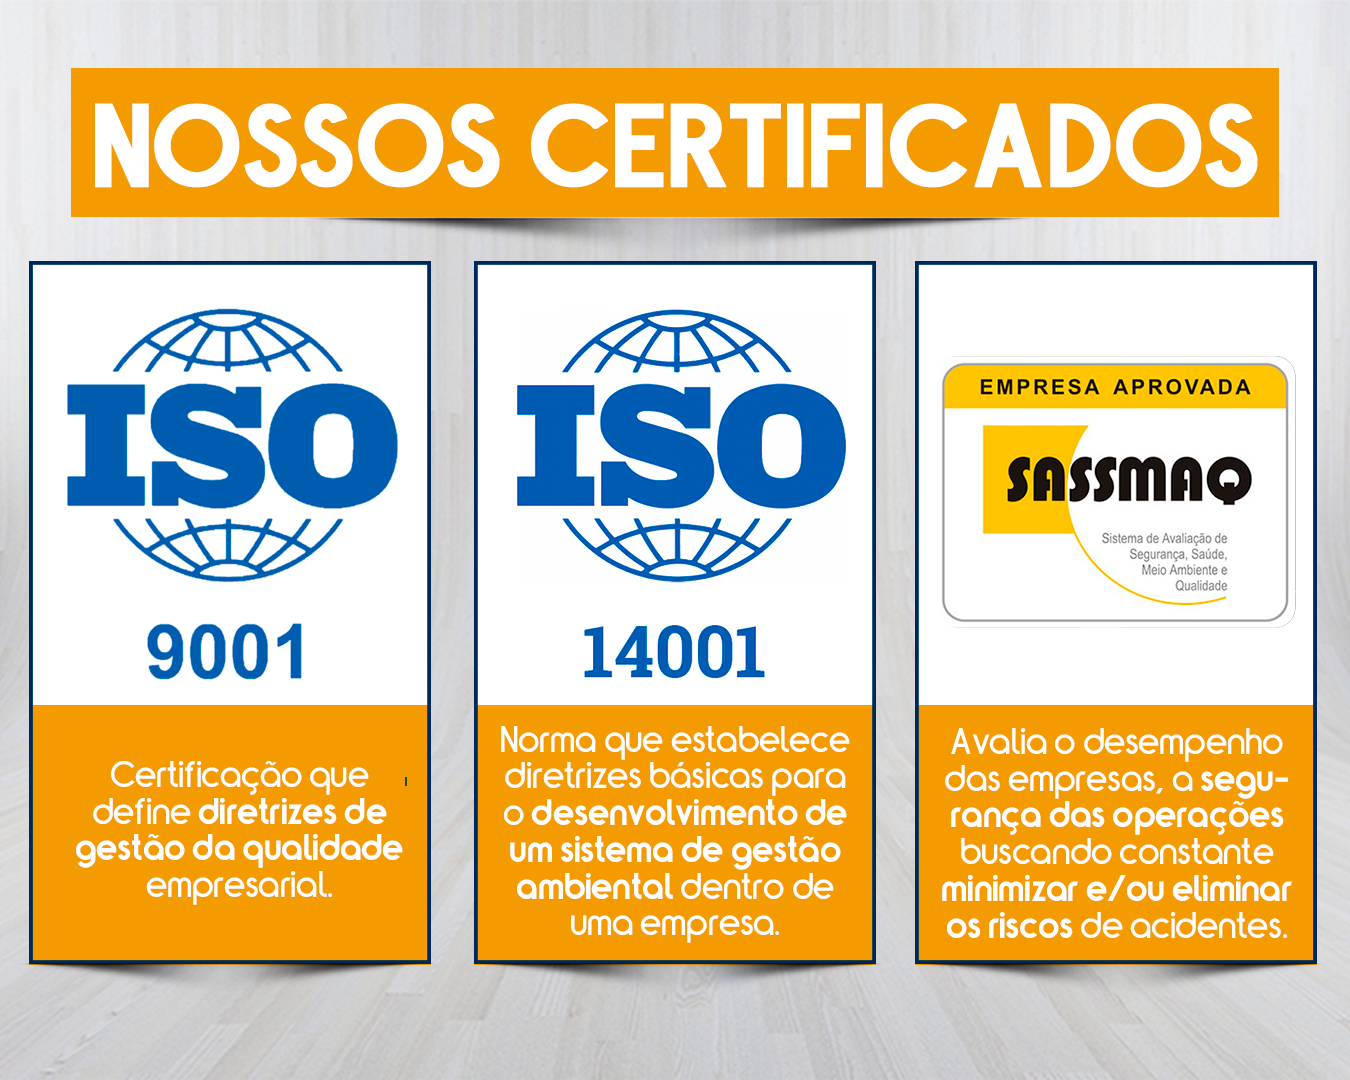 NOSSOS CERTIFICADOS
ISO
9001
Certificação que
define diretrizes de
gestão da qualidade
empresarial.
ISO
14001
Norma que estabelece
diretrizes básicas para
o desenvolvimento de
um sistema de gestão
ambiental dentro de
uma empresa.
EMPRESA APROVADA
SASSMAQ
Sistema de Avaliação de
Segurança, Saúde,
Meio Ambiente e
Qualidade
Avalia o desempenho
das empresas, a segu-
rança das operações
buscando constante
minimizar e/ou eliminar
os riscos de acidentes.